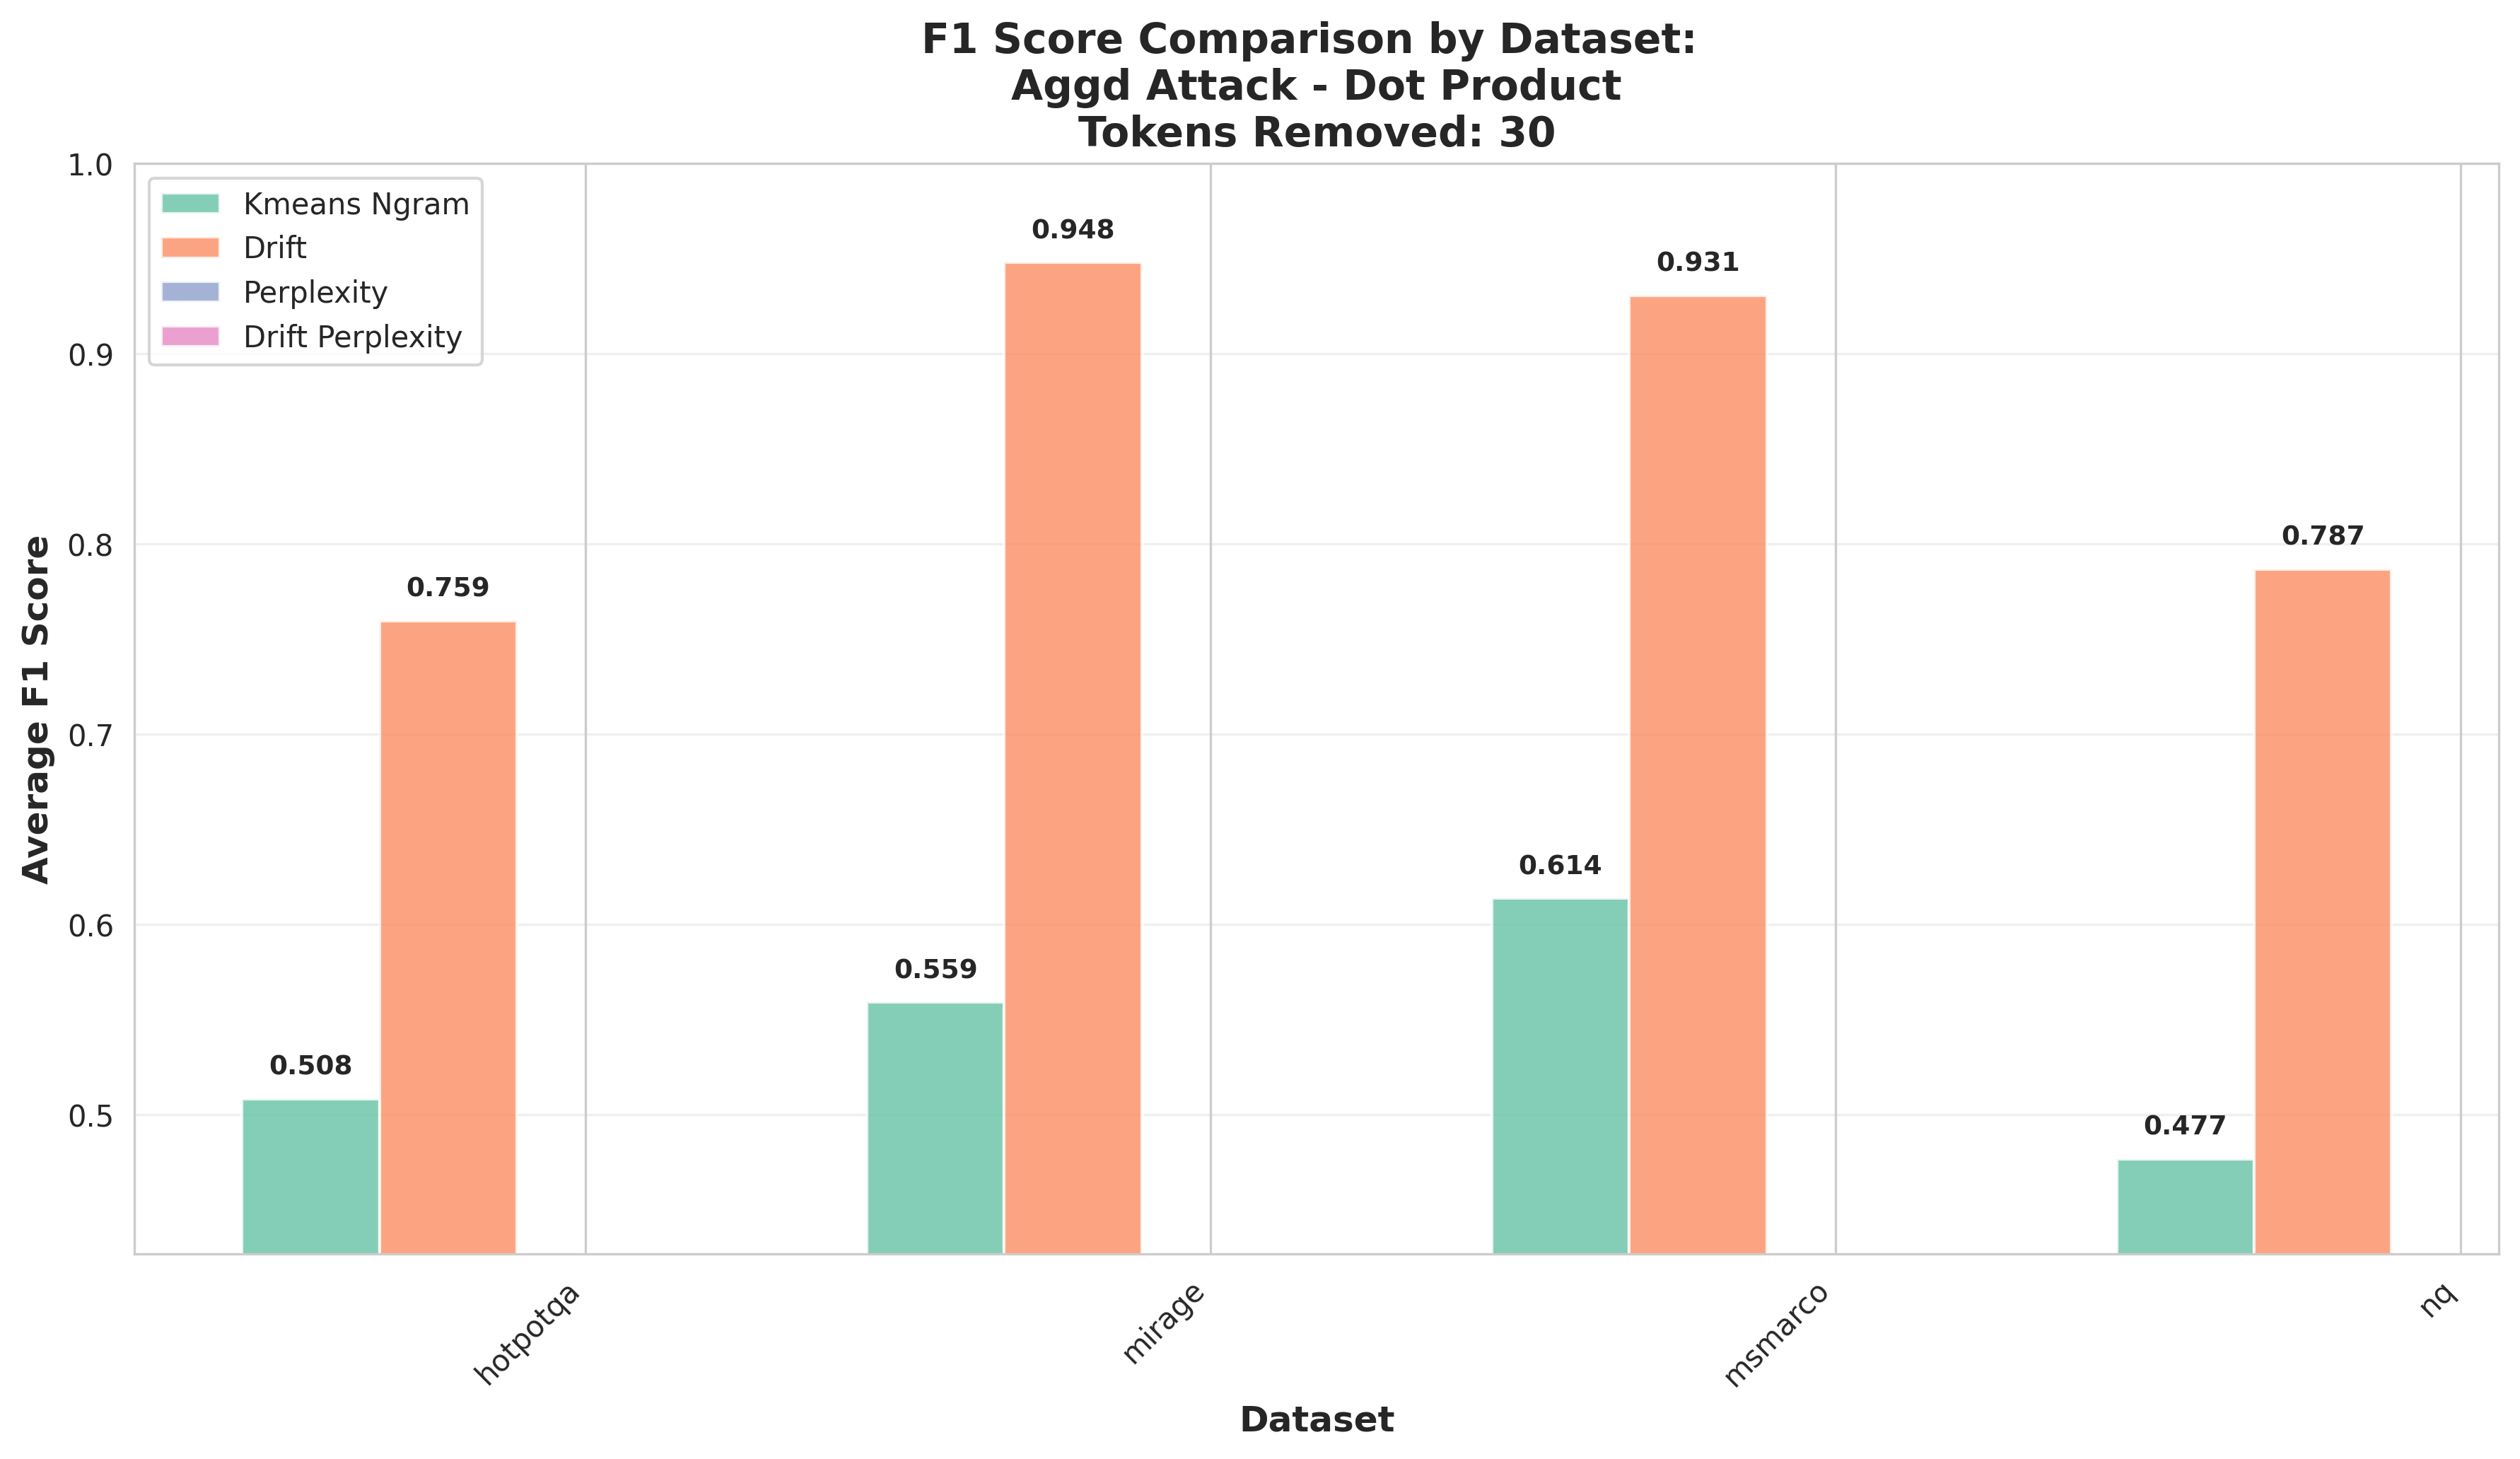 F1 Score Comparison by Dataset:
Aggd Attack - Dot Product
Tokens Removed: 30
Kmeans Ngram
Drift
Perplexity
Drift Perplexity
Average F1 Score
1.0
0.9
0.8
0.7
0.6
0.5
0.508
0.759
0.559
0.948
0.614
0.931
0.477
0.787
hotpotqa
mirage
msmarco
nq
Dataset